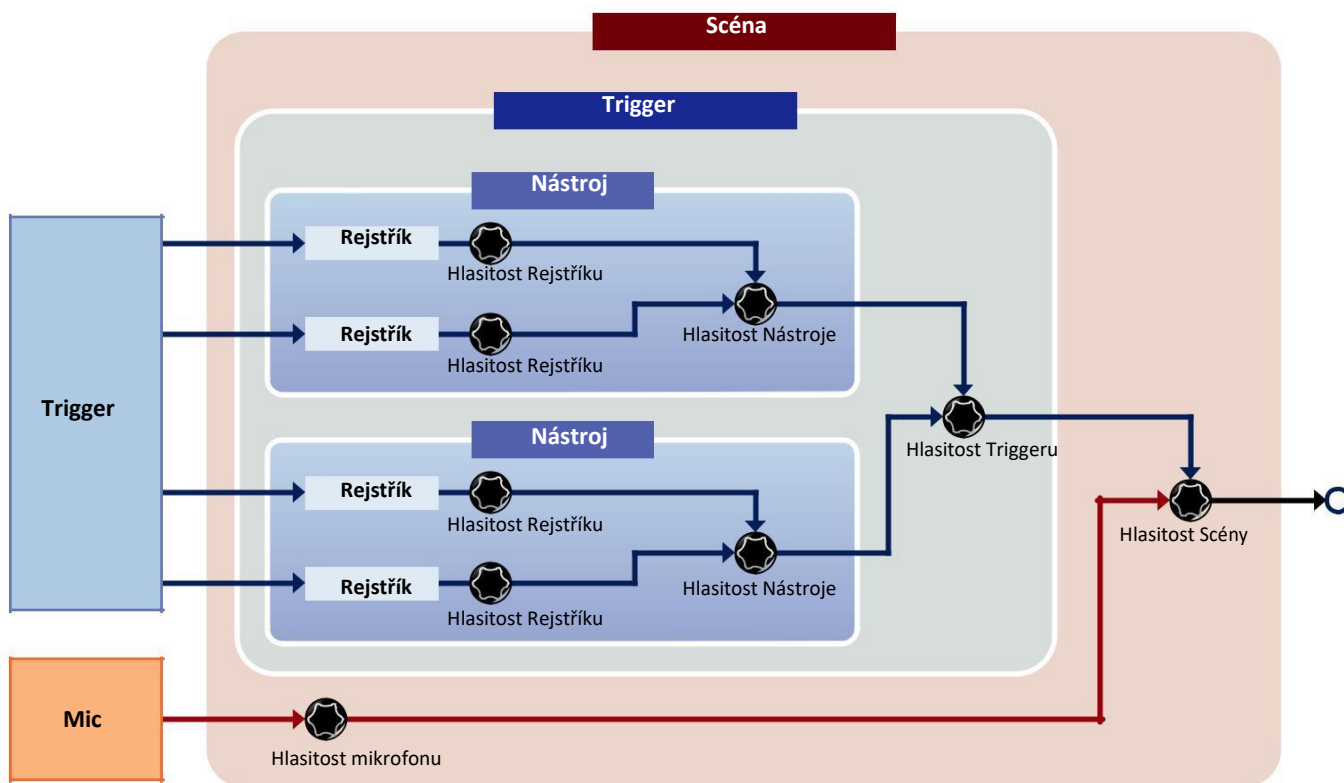 Scéna
Trigger
Nástroj
Rejstřík
Hlasitost Rejstříku
Rejstřík
Hlasitost Rejstříku
Hlasitost Nástroje
Trigger
Hlasitost Triggeru
Nástroj
Rejstřík
Hlasitost Rejstříku
Rejstřík
Hlasitost Rejstříku
Hlasitost Nástroje
Hlasitost Scény
Mic
Hlasitost mikrofonu